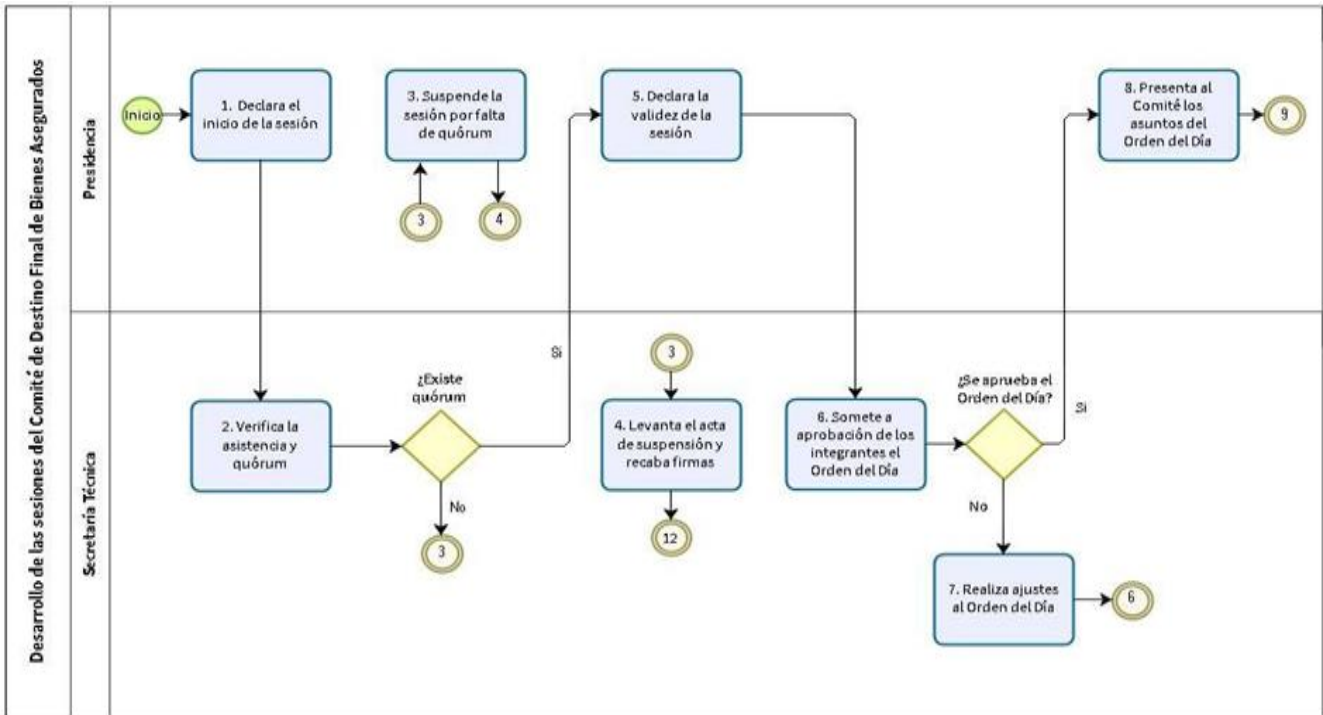 Desarrollo de las sesiones del Comité de Destino Final de Bienes Asegurados
Presidencia
Inicio
1. Declara el
inicio de la sesión
3. Suspende la
sesión por falta
de quórum
3
4
5. Declara la
validez de la
sesión
8. Presenta al
Comité los
asuntos del
Orden del Día
9
Secretaría Técnica
2. Verifica la
asistencia y
quórum
¿Existe
quórum
Si
No
3
3
4. Levanta el acta
de suspensión y
recaba firmas
12
6. Somete a
aprobación de los
integrantes el
Orden del Día
¿Se aprueba el
Orden del Día?
Si
No
7. Realiza ajustes
al Orden del Día
6